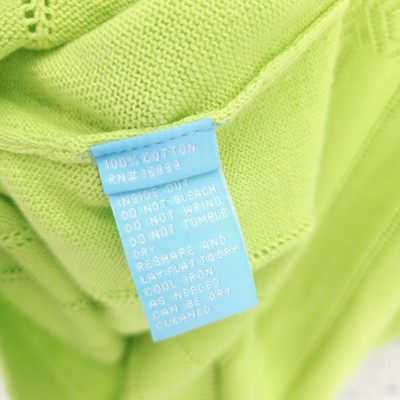 100% COTTON
RN# 16899
INSIDE OUT
DO NOT BLEACH
DO NOT WRING
DO NOT TUMBLE
DRY
RESHAPE AND
LAY FLAT TO DRY
COOL IRON
AS NEEDED
CAN BE DRY
CLEANED